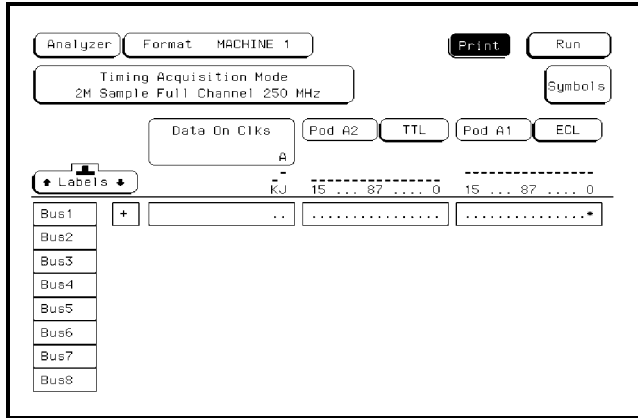 Analyzer Format MACHINE 1 Print Run
Timing Acquisition Mode
2M Sample Full Channel 250 MHz
Symbols
Data On Clks
A
Pod A2 TTL Pod A1 ECL
Labels
KJ 15 ... 87 .... 0 15 ... 87 .... 0
Bus1 + .. ................ ...............*
Bus2
Bus3
Bus4
Bus5
Bus6
Bus7
Bus8